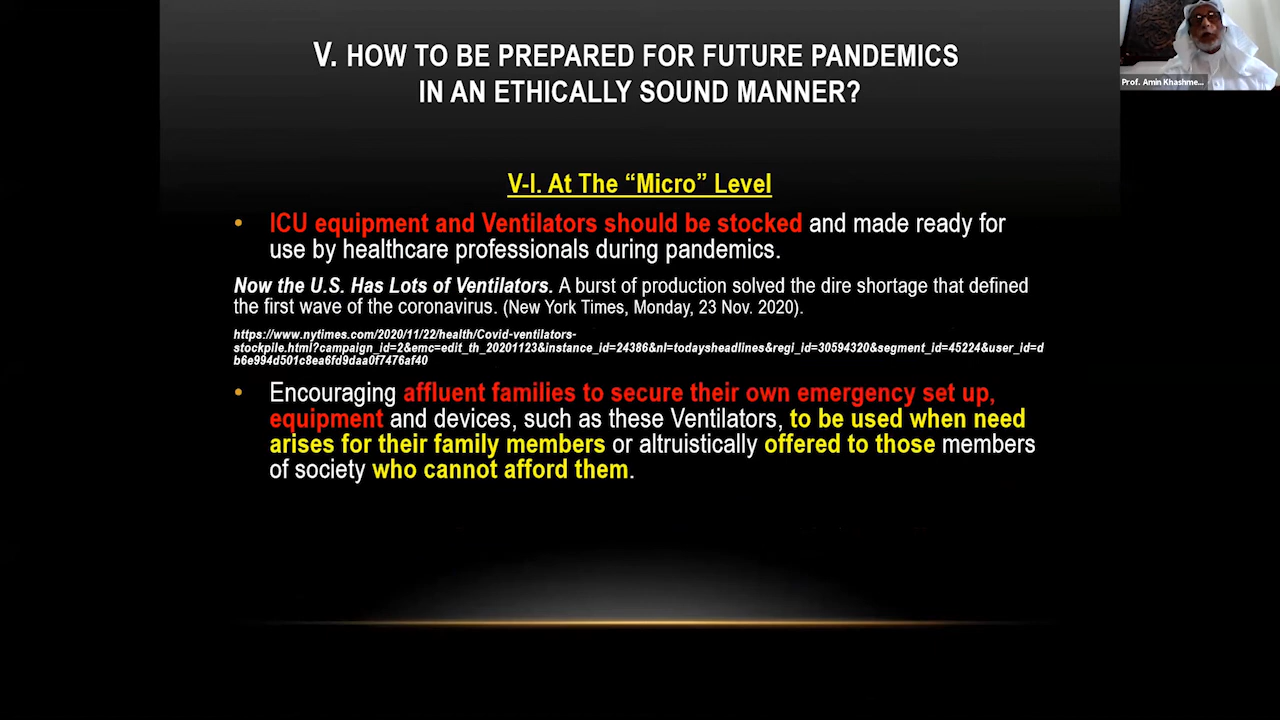 V. HOW TO BE PREPARED FOR FUTURE PANDEMICS
IN AN ETHICALLY SOUND MANNER?
Prof. Amin Khashme...
V-I. At The “Micro” Level
• ICU equipment and Ventilators should be stocked and made ready for
use by healthcare professionals during pandemics.
Now the U.S. Has Lots of Ventilators. A burst of production solved the dire shortage that defined
the first wave of the coronavirus. (New York Times, Monday, 23 Nov. 2020).
https://www.nytimes.com/2020/11/22/health/Covid-ventilators-
stockpile.html?campaign_id=2&emc=edit_th_20201123&instance_id=24386&nl=todaysheadlines&regi_id=30594320&segment_id=45224&user_id=d
b6e994d501c8ea6fd9daa0f7476af40
• Encouraging affluent families to secure their own emergency set up,
equipment and devices, such as these Ventilators, to be used when need
arises for their family members or altruistically offered to those members
of society who cannot afford them.